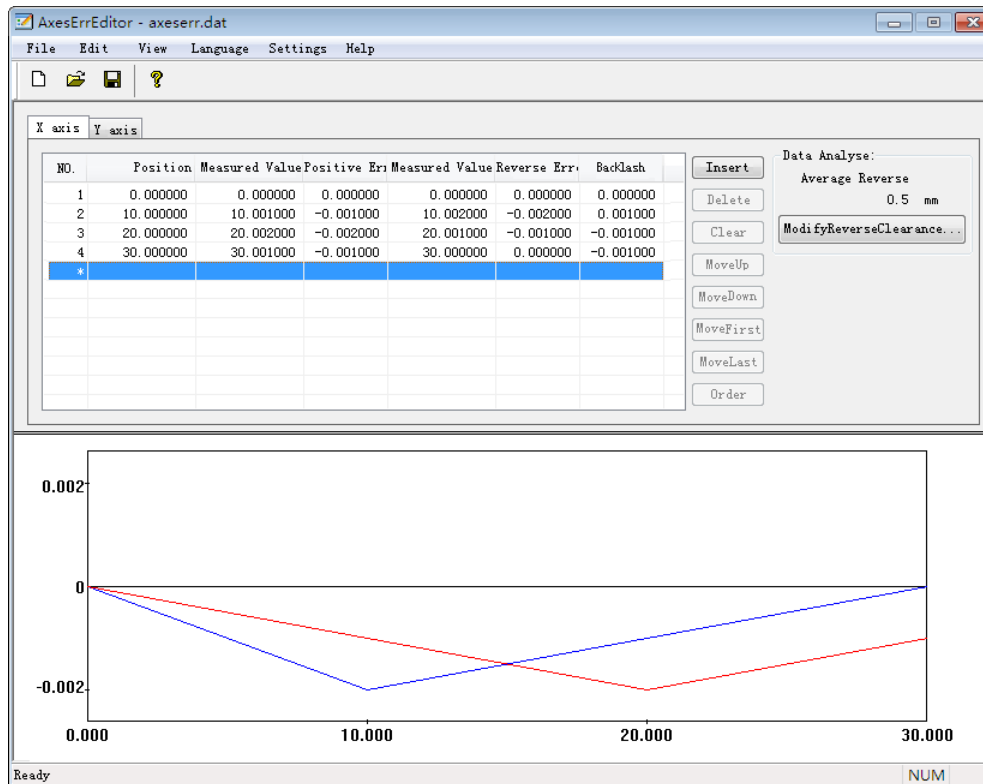 AxesErrEditor - axeserr.dat
File Edit View Language Settings Help
X axis Y axis
NO. Position Measured Value Positive Err Measured Value Reverse Erro Backlash
1 0.000000 0.000000 0.000000 0.000000 0.000000 0.000000
2 10.000000 10.001000 -0.001000 10.002000 -0.002000 0.001000
3 20.000000 20.002000 -0.002000 20.001000 -0.001000 -0.001000
4 30.000000 30.001000 -0.001000 30.000000 0.000000 -0.001000
*
Insert
Delete
Clear
MoveUp
MoveDown
MoveFirst
MoveLast
Order
Data Analyse:
Average Reverse
0.5 mm
ModifyReverseClearance...
0.002
0
-0.002
0.000 10.000 20.000 30.000
Ready NUM